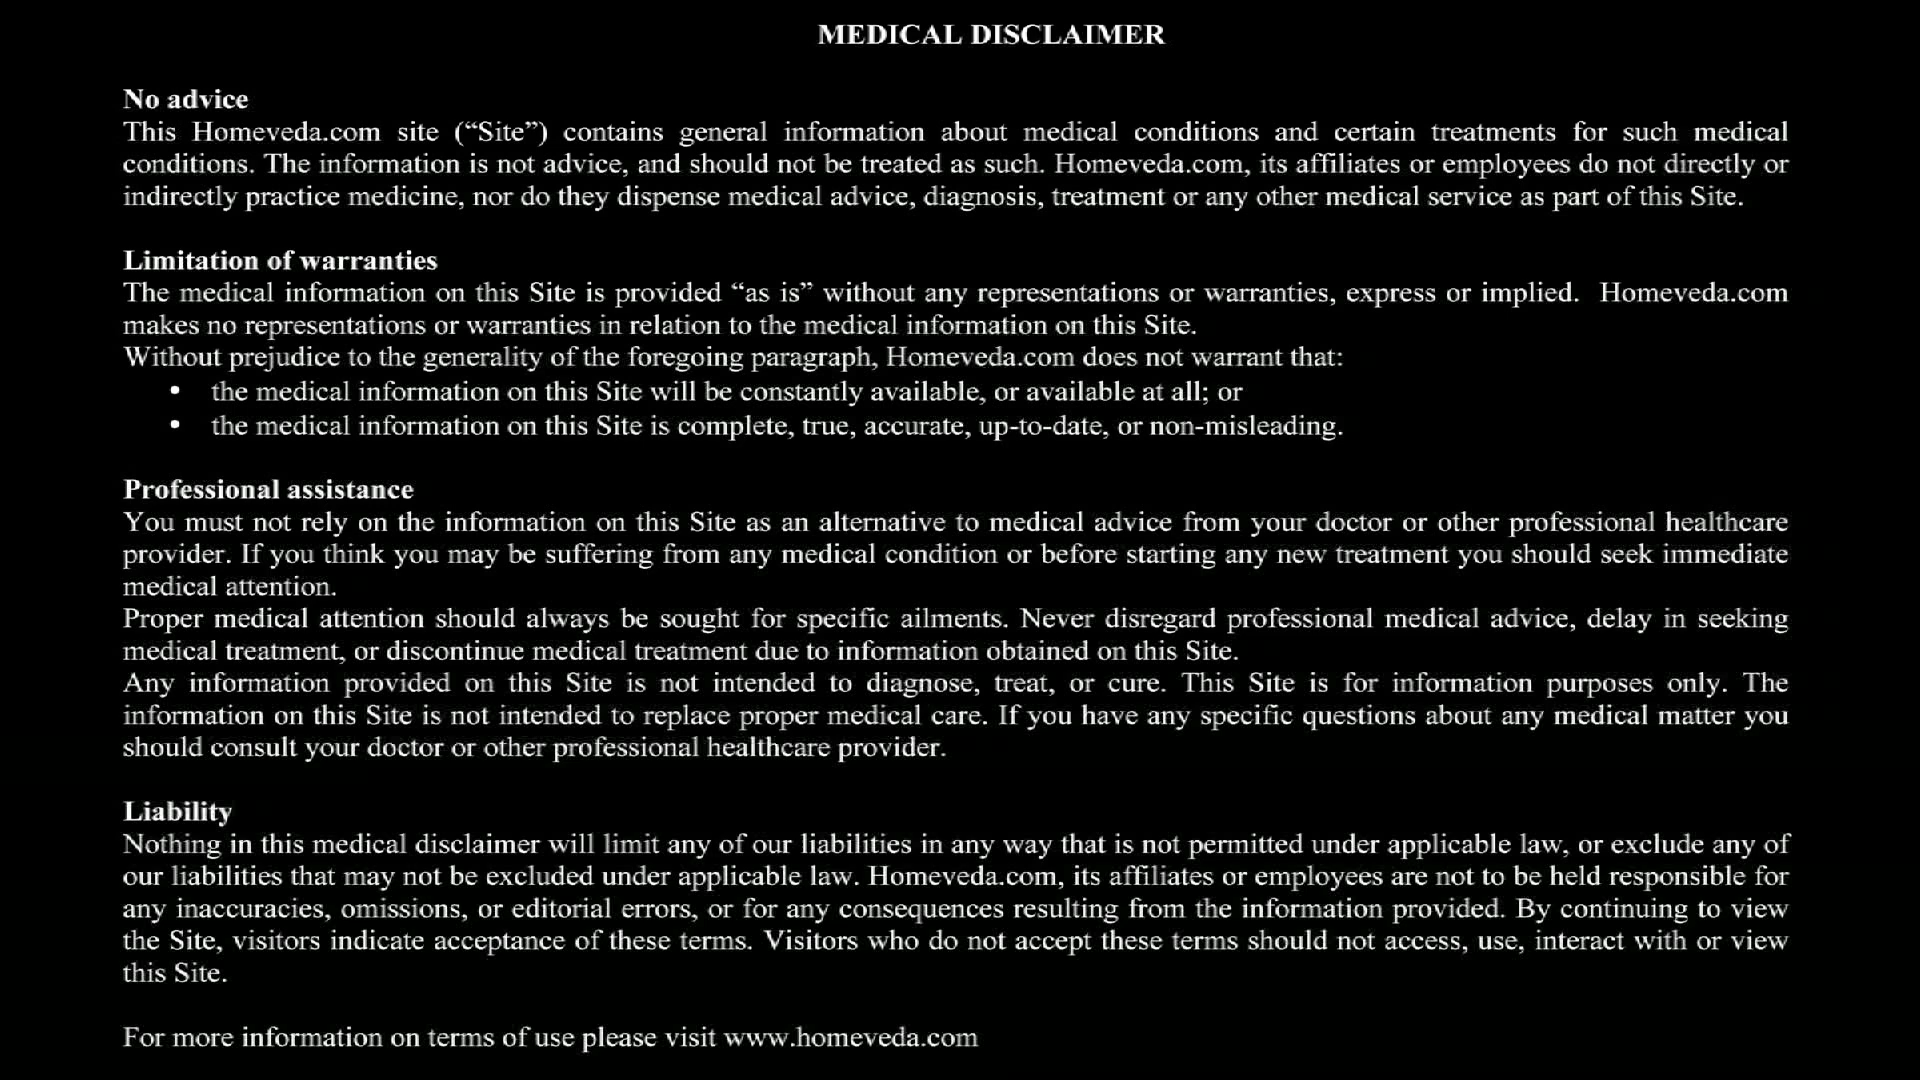 MEDICAL DISCLAIMER
No advice
This Homeveda.com site (“Site”) contains general information about medical conditions and certain treatments for such medical
conditions. The information is not advice, and should not be treated as such. Homeveda.com, its affiliates or employees do not directly or
indirectly practice medicine, nor do they dispense medical advice, diagnosis, treatment or any other medical service as part of this Site.
Limitation of warranties
The medical information on this Site is provided “as is” without any representations or warranties, express or implied. Homeveda.com
makes no representations or warranties in relation to the medical information on this Site.
Without prejudice to the generality of the foregoing paragraph, Homeveda.com does not warrant that:
• the medical information on this Site will be constantly available, or available at all; or
• the medical information on this Site is complete, true, accurate, up-to-date, or non-misleading.
Professional assistance
You must not rely on the information on this Site as an alternative to medical advice from your doctor or other professional healthcare
provider. If you think you may be suffering from any medical condition or before starting any new treatment you should seek immediate
medical attention.
Proper medical attention should always be sought for specific ailments. Never disregard professional medical advice, delay in seeking
medical treatment, or discontinue medical treatment due to information obtained on this Site.
Any information provided on this Site is not intended to diagnose, treat, or cure. This Site is for information purposes only. The
information on this Site is not intended to replace proper medical care. If you have any specific questions about any medical matter you
should consult your doctor or other professional healthcare provider.
Liability
Nothing in this medical disclaimer will limit any of our liabilities in any way that is not permitted under applicable law, or exclude any of
our liabilities that may not be excluded under applicable law. Homeveda.com, its affiliates or employees are not to be held responsible for
any inaccuracies, omissions, or editorial errors, or for any consequences resulting from the information provided. By continuing to view
the Site, visitors indicate acceptance of these terms. Visitors who do not accept these terms should not access, use, interact with or view
this Site.
For more information on terms of use please visit www.homeveda.com